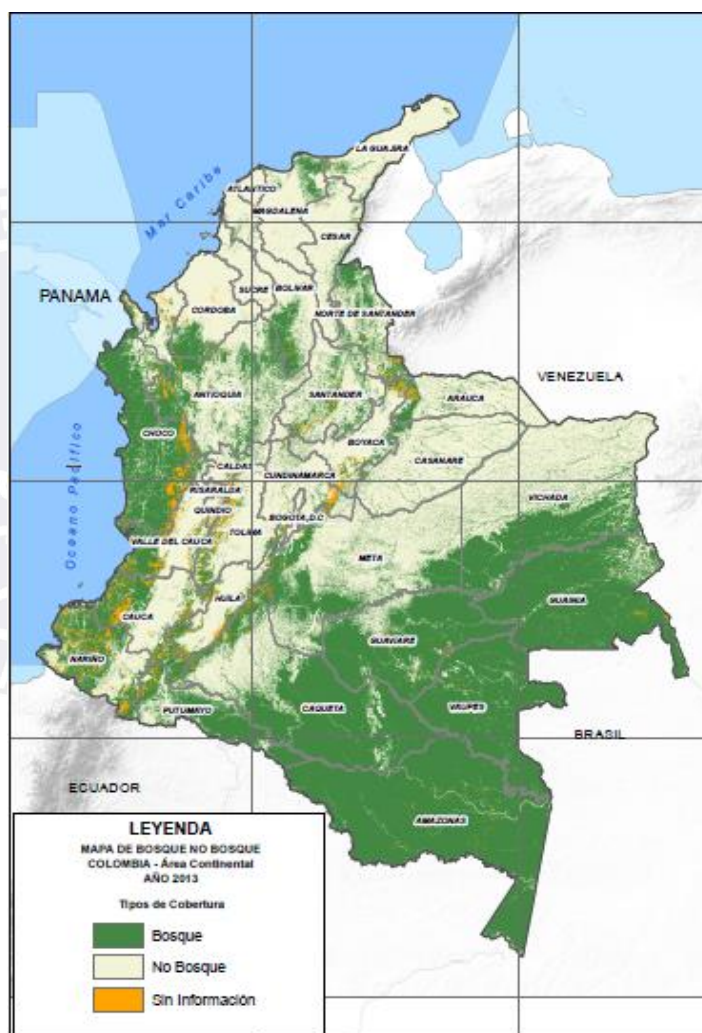 LA GUAJIRA
Mar Caribe
ATLANTICO
MAGDALENA
CESAR
PANAMA
SUCRE
BOLIVAR
CORDOBA
NORTE DE SANTANDER
VENEZUELA
ANTIOQUIA
SANTANDER
ARAUCA
CHOCO
BOYACA
CASANARE
Oceano Pacifico
CALDAS
CUNDINAMARCA
RISARALDA
VICHADA
QUINDIO
BOGOTA, D.C
TOLIMA
VALLE DEL CAUCA
META
HUILA
GUAINIA
CAUCA
GUAVIARE
NARIÑO
PUTUMAYO
CAQUETA
VAUPES
BRASIL
ECUADOR
AMAZONAS
LEYENDA
MAPA DE BOSQUE NO BOSQUE
COLOMBIA - Área Continental
AÑO 2013
Tipos de Cobertura
Bosque
No Bosque
Sin Información